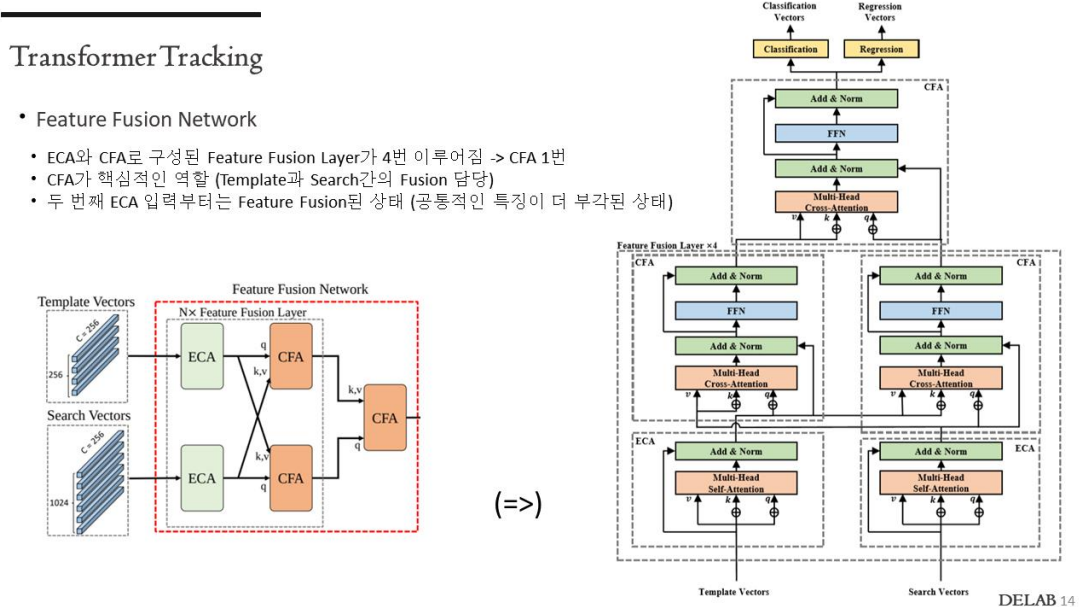 Transformer Tracking
• Feature Fusion Network
• ECA와 CFA로 구성된 Feature Fusion Layer가 4번 이루어짐 -> CFA 1번
• CFA가 핵심적인 역할 (Template과 Search간의 Fusion 담당)
• 두 번째 ECA 입력부터는 Feature Fusion된 상태 (공통적인 특징이 더 부각된 상태)
Feature Fusion Network
Template Vectors
N× Feature Fusion Layer
C = 256
256
ECA
q
k,v
CFA
k,v
CFA
q
Search Vectors
C = 256
1024
ECA
k,v
q
CFA
(=>)
Classification
Vectors
Regression
Vectors
Classification
Regression
CFA
Add & Norm
FFN
Add & Norm
Multi-Head
Cross-Attention
v k q
Feature Fusion Layer ×4
CFA
Add & Norm
FFN
Add & Norm
Multi-Head
Cross-Attention
v k q
CFA
Add & Norm
FFN
Add & Norm
Multi-Head
Cross-Attention
v k q
ECA
Add & Norm
Multi-Head
Self-Attention
v k q
ECA
Add & Norm
Multi-Head
Self-Attention
v k q
Template Vectors
Search Vectors
DELAB 14